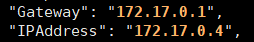 "Gateway": "172.17.0.1",
"IPAddress": "172.17.0.4",